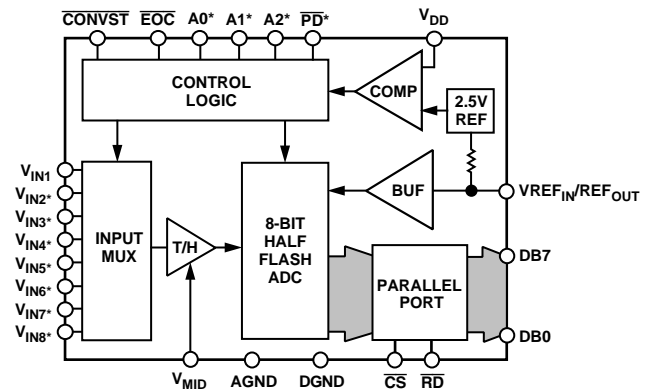 CONVST EOC A0* A1* A2* PD* VDD
CONTROL
LOGIC
COMP
2.5V
REF
BUF
VREFIN/REFOUT
VIN1
VIN2*
VIN3*
VIN4*
VIN5*
VIN6*
VIN7*
VIN8*
INPUT
MUX
T/H
8-BIT
HALF
FLASH
ADC
PARALLEL
PORT
DB7
DB0
VMID AGND DGND CS RD